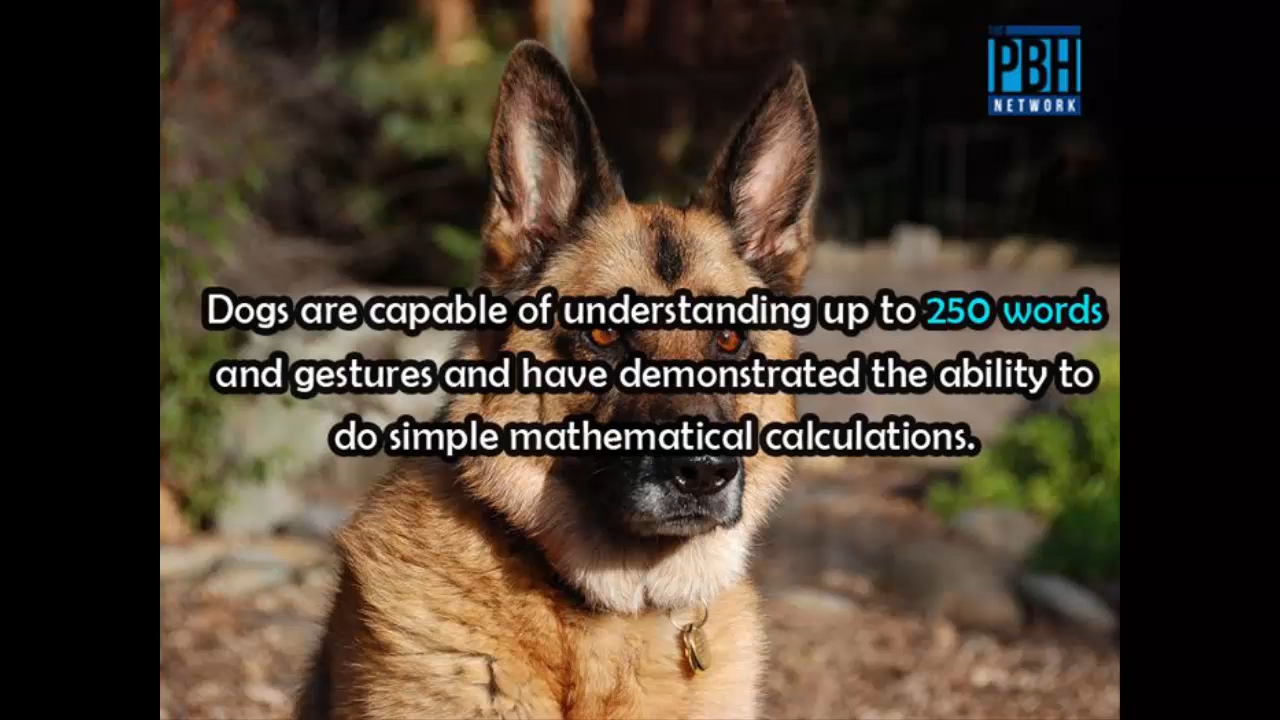 PBH
NETWORK
Dogs are capable of understanding up to 250 words
and gestures and have demonstrated the ability to
do simple mathematical calculations.